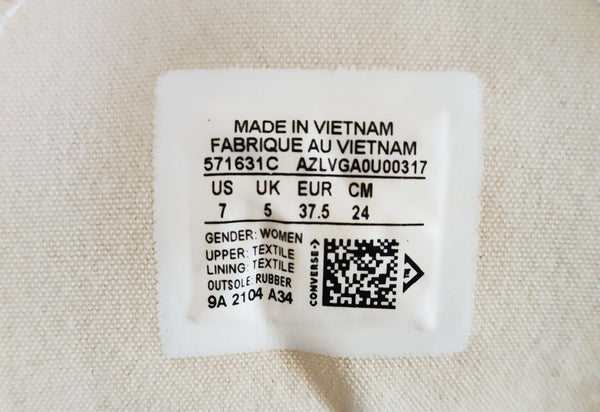 MADE IN VIETNAM
FABRIQUE AU VIETNAM
571631C AZLVGA0U00317
US UK EUR CM
7 5 37.5 24
GENDER: WOMEN
UPPER: TEXTILE
LINING: TEXTILE
OUTSOLE: RUBBER
9A 2104 A34
CONVERSE
E